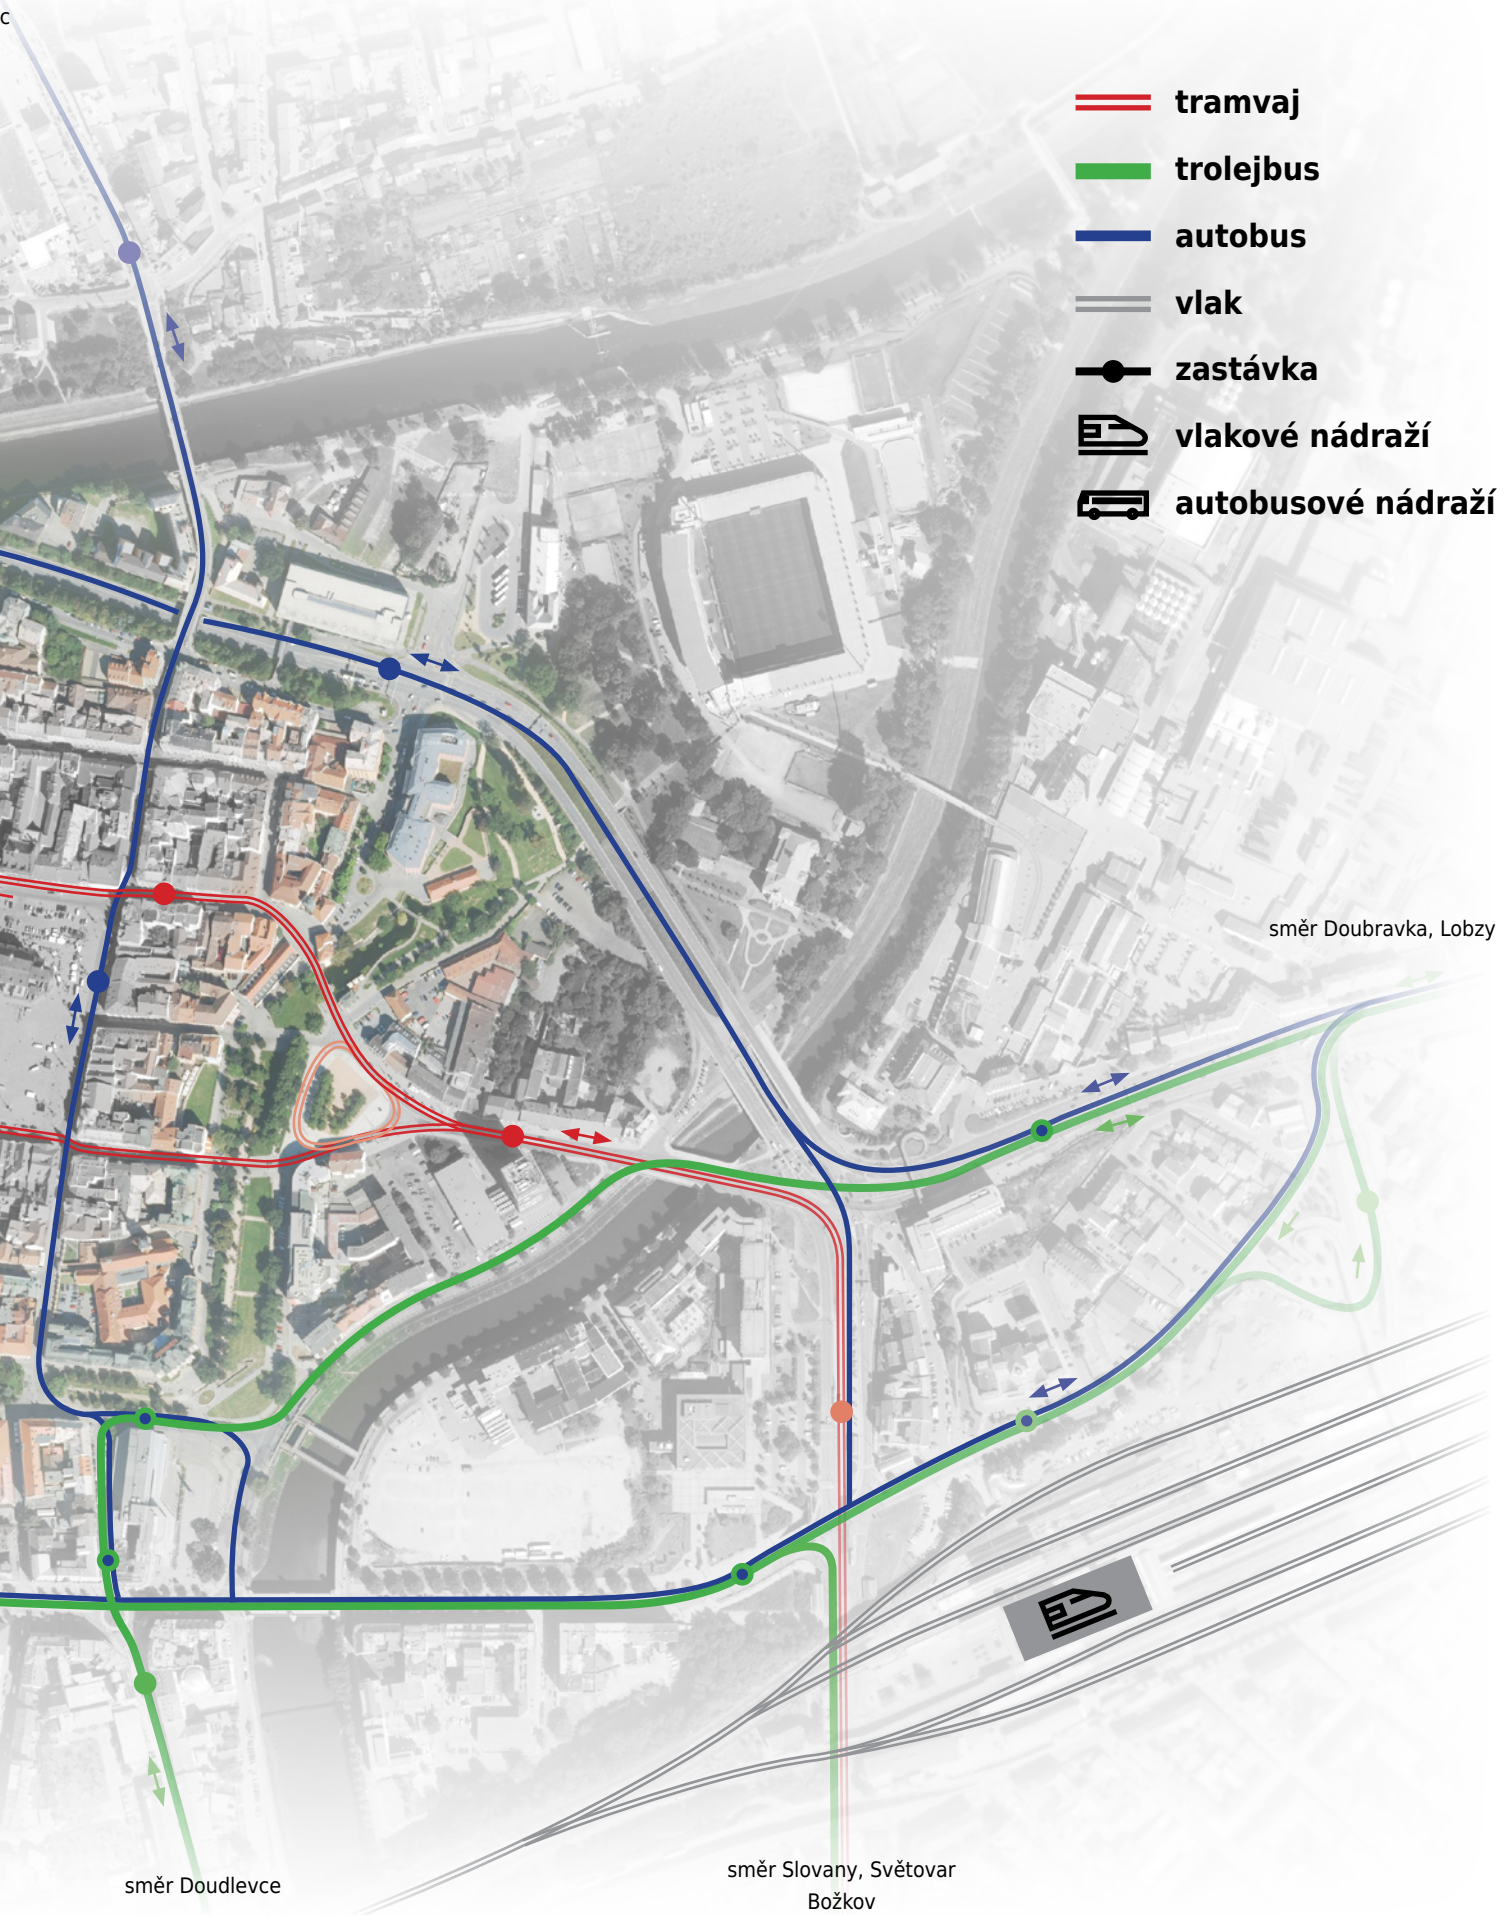 c
tramvaj
trolejbus
autobus
vlak
zastávka
vlakové nádraží
autobusové nádraží
směr Doubravka, Lobzy
směr Doudlevce
směr Slovany, Světovar
Božkov